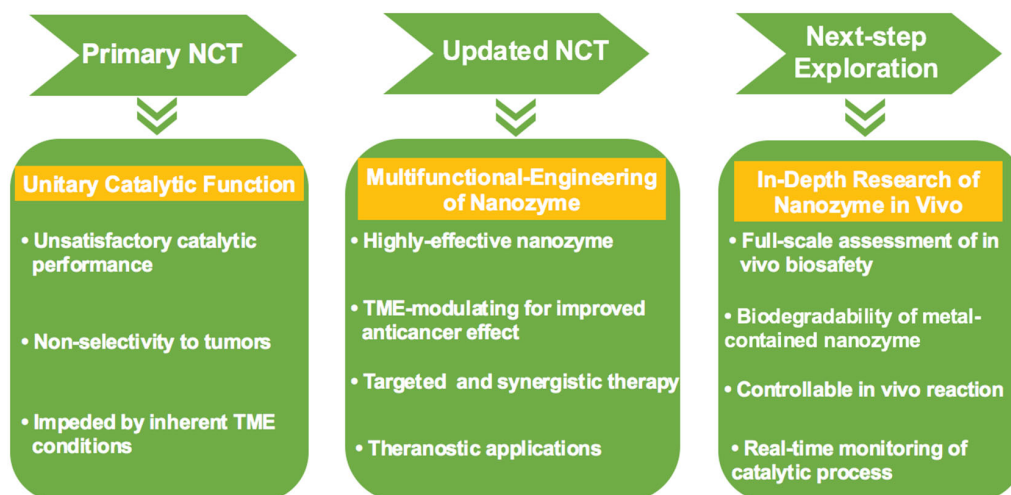 Primary NCT
Unitary Catalytic Function
• Unsatisfactory catalytic
performance
• Non-selectivity to tumors
• Impeded by inherent TME
conditions
Updated NCT
Multifunctional-Engineering
of Nanozyme
• Highly-effective nanozyme
• TME-modulating for improved
anticancer effect
• Targeted and synergistic therapy
• Theranostic applications
Next-step
Exploration
In-Depth Research of
Nanozyme in Vivo
• Full-scale assessment of in
vivo biosafety
• Biodegradability of metal-
contained nanozyme
• Controllable in vivo reaction
• Real-time monitoring of
catalytic process